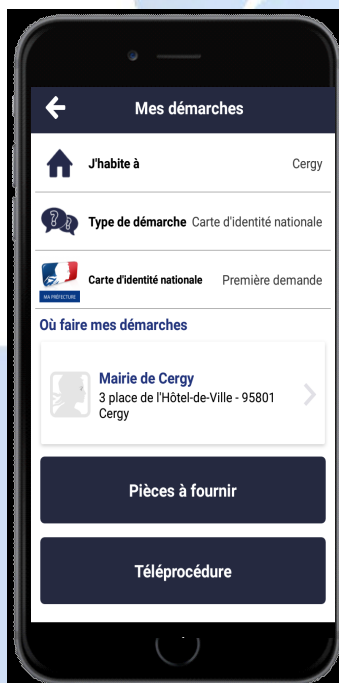 Mes démarches
J'habite à Cergy
Type de démarche Carte d'identité nationale
MA PRÉFECTURE
Carte d'identité nationale Première demande
Où faire mes démarches
Mairie de Cergy
3 place de l'Hôtel-de-Ville - 95801
Cergy
Pièces à fournir
Téléprocédure